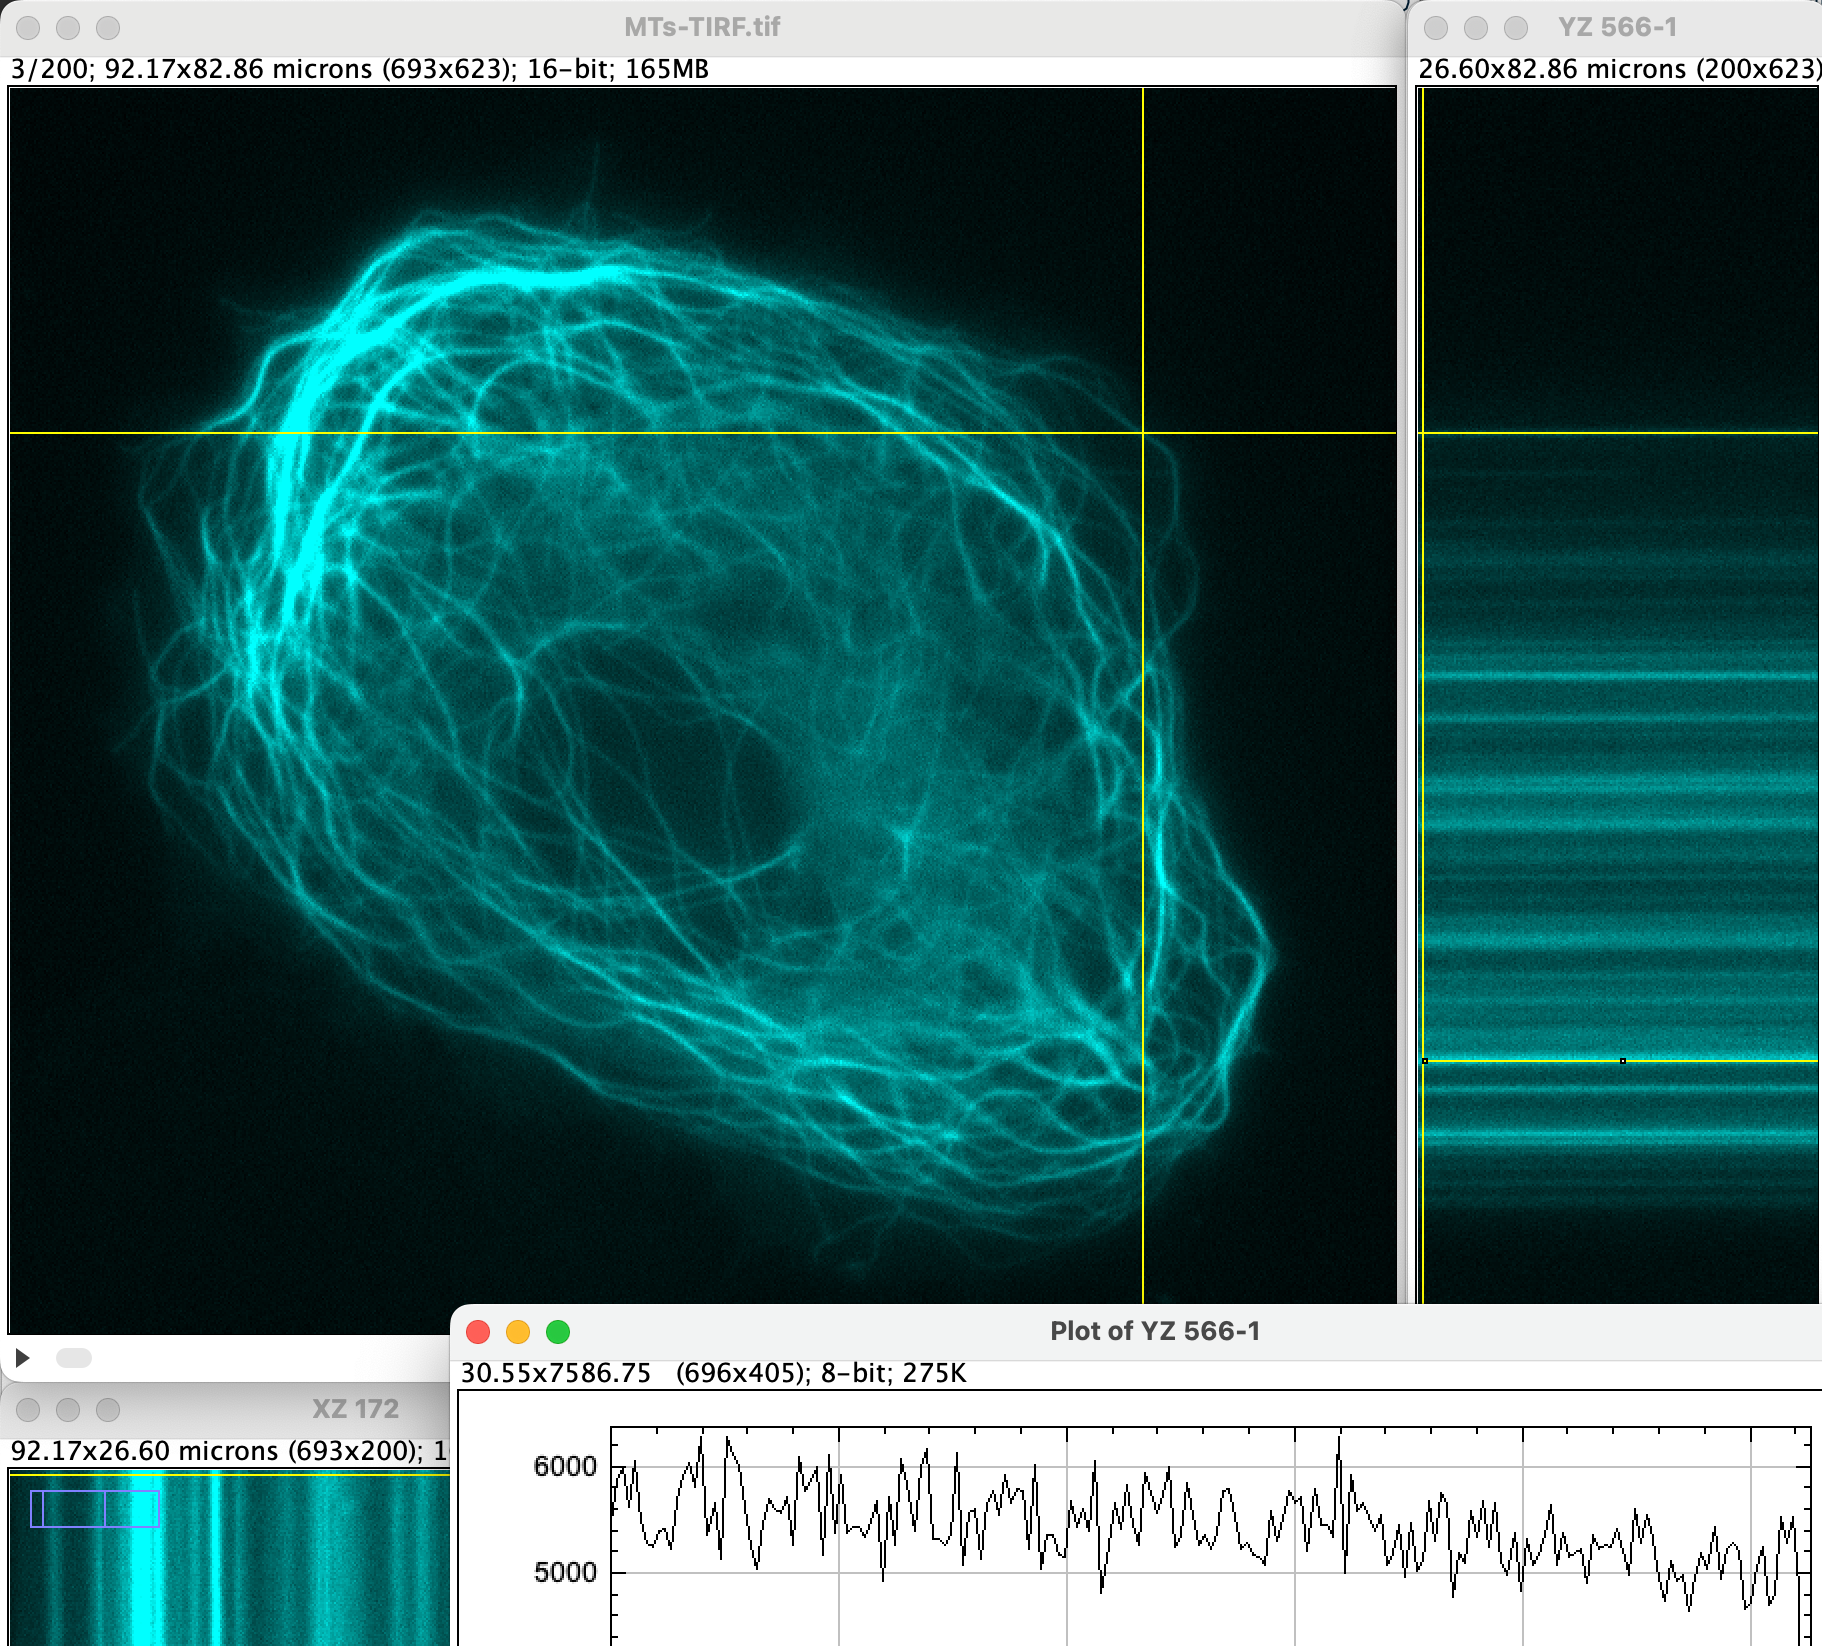 MTs-TIRF.tif
3/200; 92.17x82.86 microns (693x623); 16-bit; 165MB
YZ 566-1
26.60x82.86 microns (200x623)
Plot of YZ 566-1
30.55x7586.75 (696x405); 8-bit; 275K
XZ 172
92.17x26.60 microns (693x200); 1
6000
5000